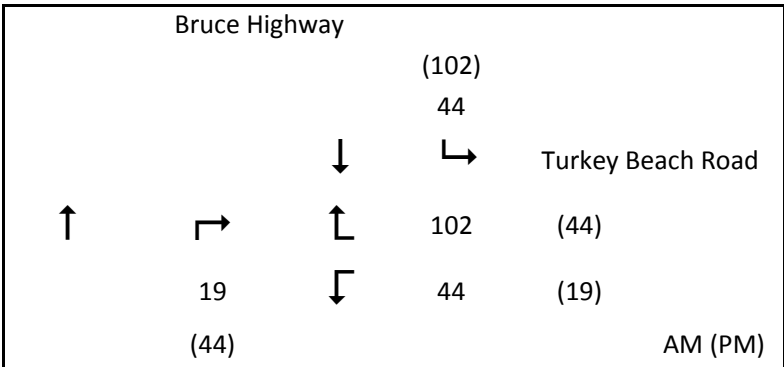 Bruce Highway
(102)
44
Turkey Beach Road
102 (44)
19 44 (19)
(44) AM (PM)